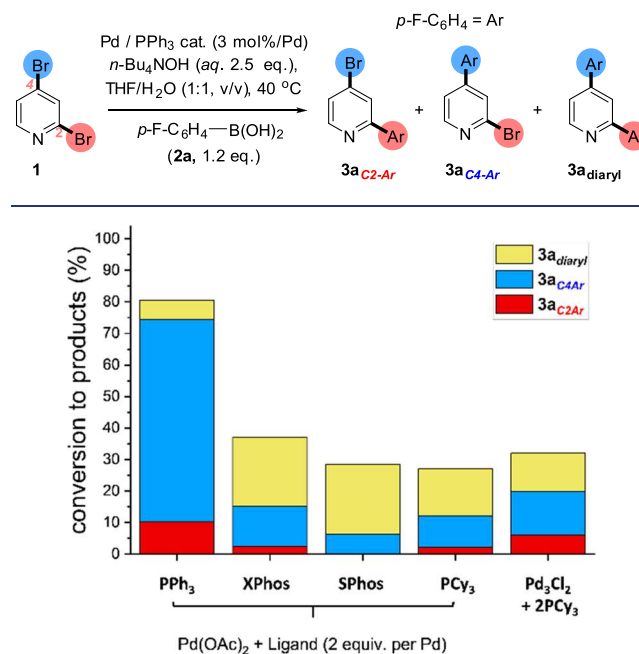 p-F-C6H4 = Ar
Pd / PPh3 cat. (3 mol%/Pd)
n-Bu4NOH (aq. 2.5 eq.),
THF/H2O (1:1, v/v), 40 °C
p-F-C6H4—B(OH)2
(2a, 1.2 eq.)
Br
4
N
2
Br
1
Br
N
Ar
3aC2-Ar
+
Ar
N
Br
3aC4-Ar
+
Ar
N
A
3adiaryl
conversion to products (%)
100
90
80
70
60
50
40
30
20
10
0
3adiaryl
3aC4Ar
3aC2Ar
PPh3 XPhos SPhos PCy3 Pd3Cl2
+ 2PCy3
Pd(OAc)2 + Ligand (2 equiv. per Pd)